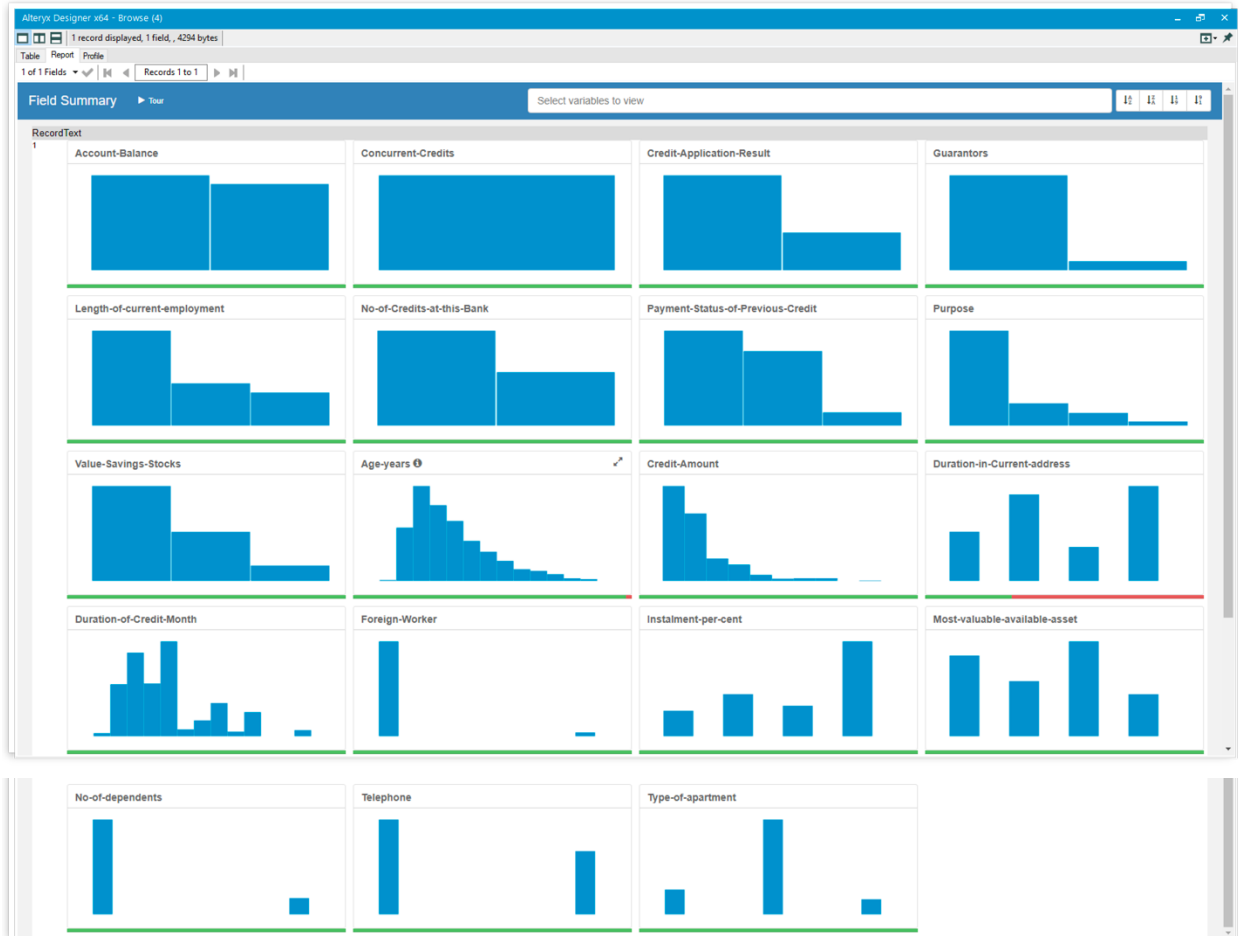 Alteryx Designer x64 - Browse (4)
1 record displayed, 1 field, , 4294 bytes
Table Report Profile
1 of 1 Fields Records 1 to 1
Field Summary Tour Select variables to view
RecordText
1
Account-Balance Concurrent-Credits Credit-Application-Result Guarantors
Length-of-current-employment No-of-Credits-at-this-Bank Payment-Status-of-Previous-Credit Purpose
Value-Savings-Stocks Age-years Credit-Amount Duration-in-Current-address
Duration-of-Credit-Month Foreign-Worker Instalment-per-cent Most-valuable-available-asset
No-of-dependents Telephone Type-of-apartment